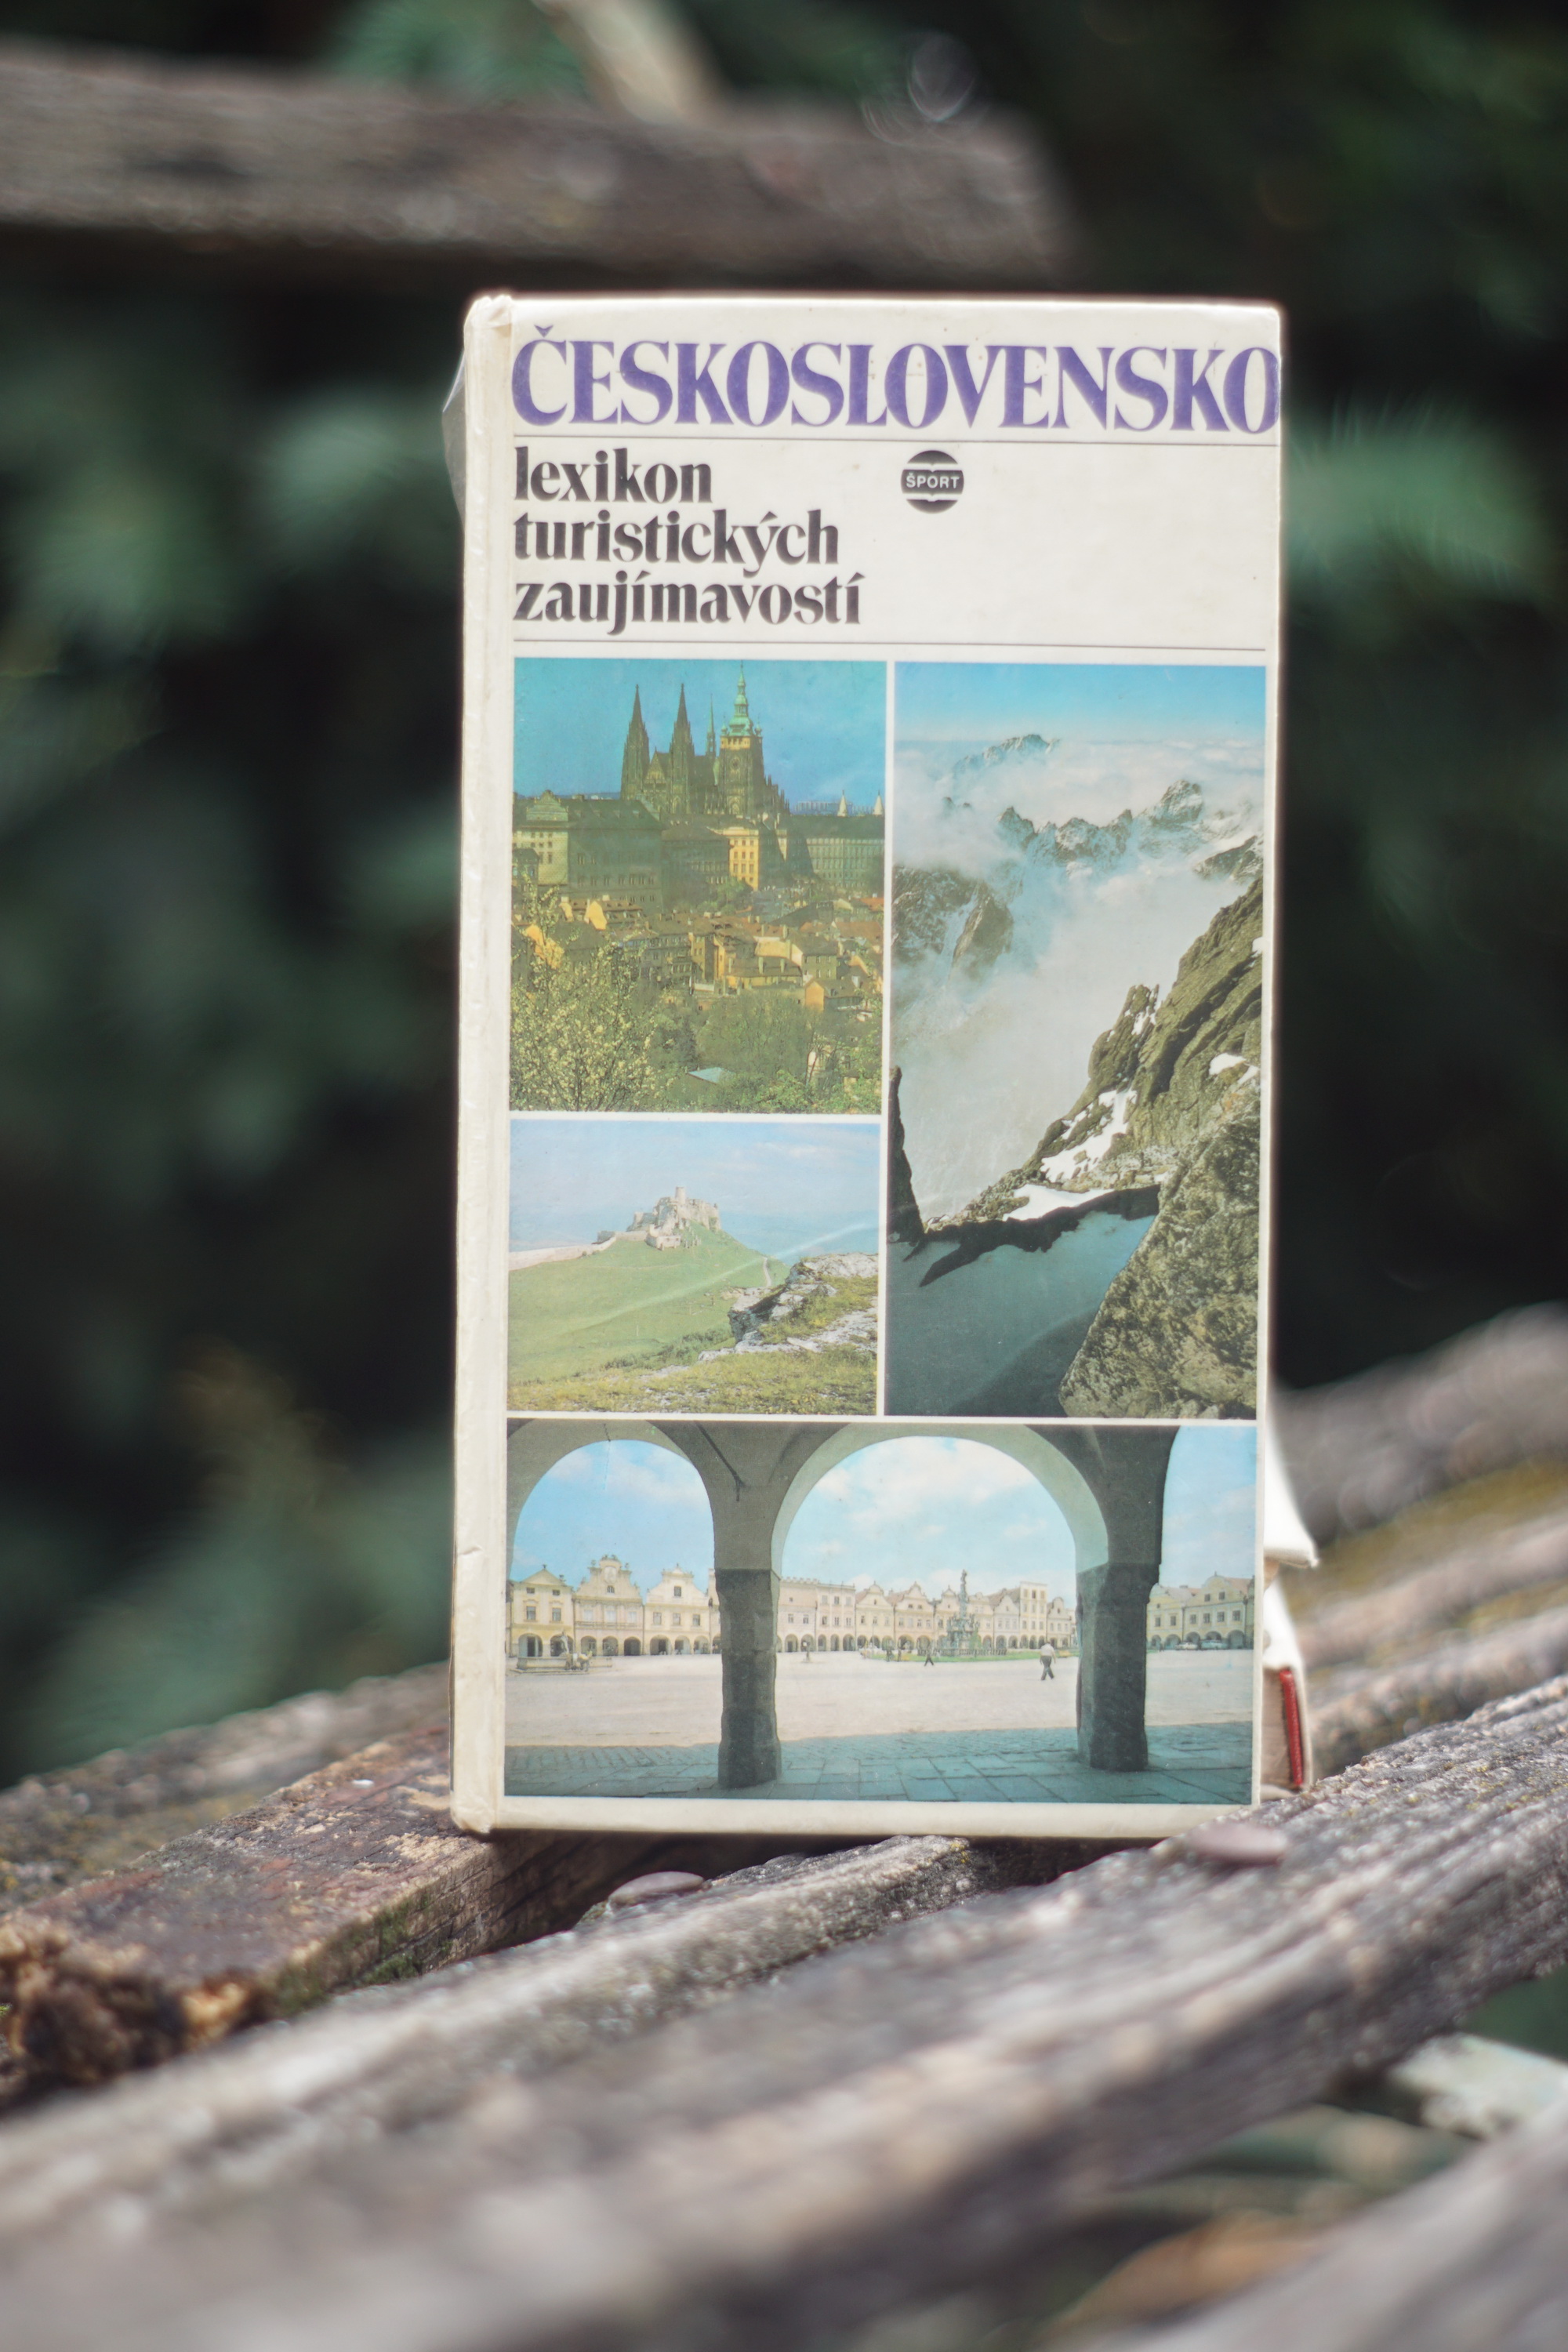 ČESKOSLOVENSKO
lexikon
turistických
zaujímavostí
ŠPORT